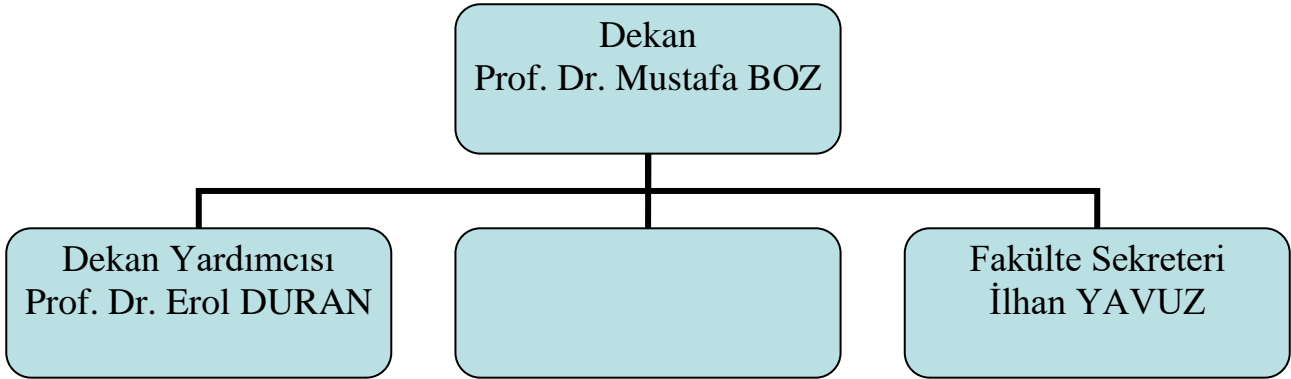 Dekan
Prof. Dr. Mustafa BOZ
Dekan Yardımcısı
Prof. Dr. Erol DURAN
Fakülte Sekreteri
İlhan YAVUZ